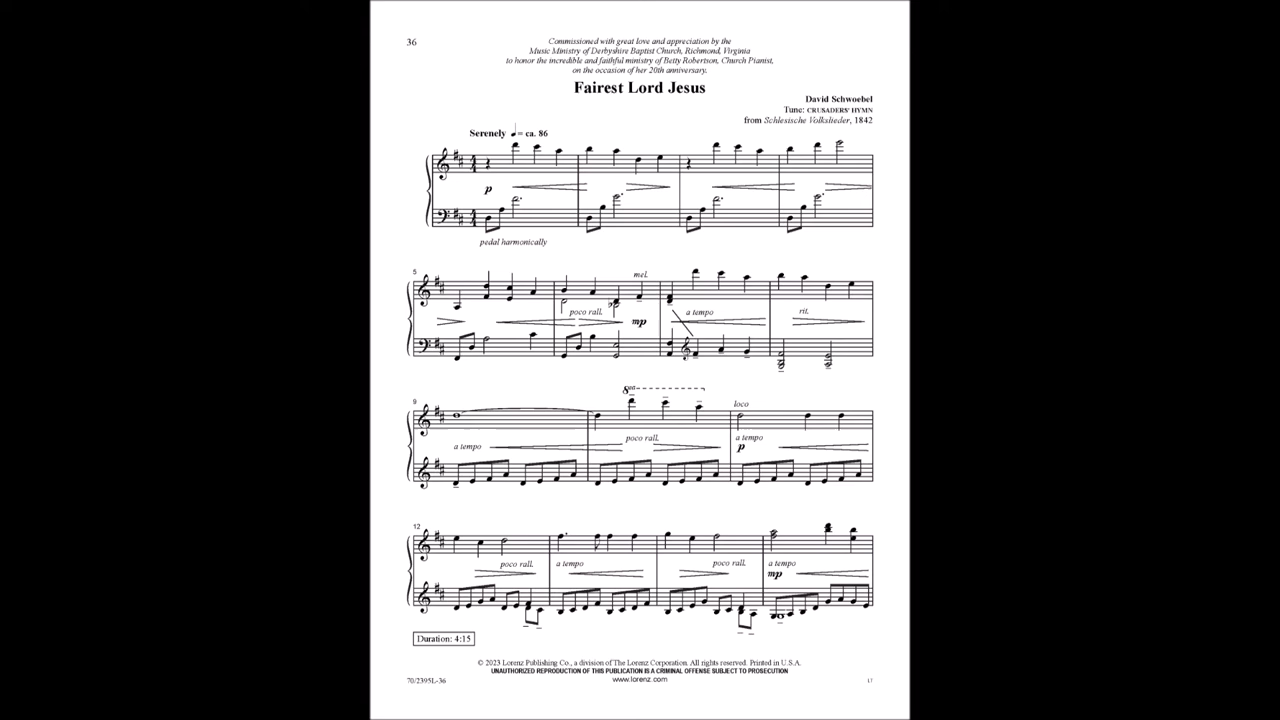 36
Commissioned with great love and appreciation by the
Music Ministry of Derbyshire Baptist Church, Richmond, Virginia
to honor the incredible and faithful ministry of Betty Robertson, Church Pianist,
on the occasion of her 20th anniversary.
Fairest Lord Jesus
David Schwoebel
Tune: CRUSADERS' HYMN
from Schlesische Volkslieder, 1842
Serenely ♩ = ca. 86
p
pedal harmonically
5
mel.
poco rall.
mp
a tempo
rit.
9
8va
loco
a tempo
poco rall.
a tempo
p
12
poco rall.
a tempo
poco rall.
a tempo
mp
Duration: 4:15
© 2023 Lorenz Publishing Co., a division of The Lorenz Corporation. All rights reserved. Printed in U.S.A.
UNAUTHORIZED REPRODUCTION OF THIS PUBLICATION IS A CRIMINAL OFFENSE SUBJECT TO PROSECUTION
www.lorenz.com
70/2395L-36